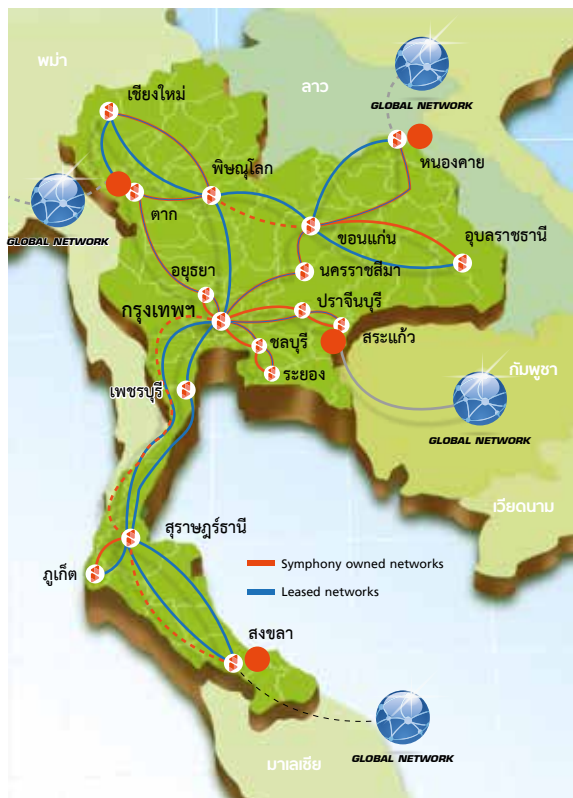 พม่า
ลาว
GLOBAL NETWORK
เชียงใหม่
หนองคาย
พิษณุโลก
ตาก
GLOBAL NETWORK
ขอนแก่น
อุบลราชธานี
อยุธยา
นครราชสีมา
กรุงเทพฯ
ปราจีนบุรี
ชลบุรี
สระแก้ว
ระยอง
กัมพูชา
เพชรบุรี
GLOBAL NETWORK
เวียดนาม
สุราษฎร์ธานี
Symphony owned networks
ภูเก็ต
Leased networks
สงขลา
GLOBAL NETWORK
มาเลเซีย